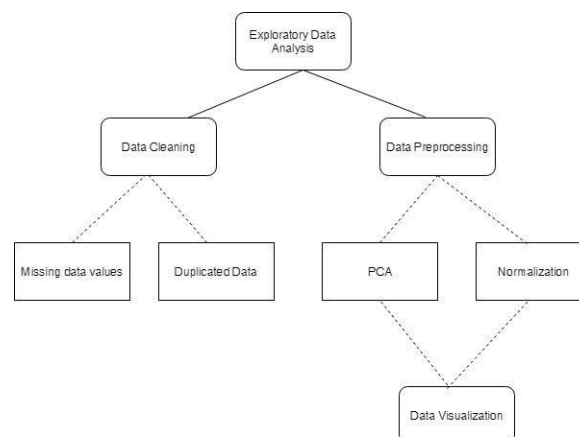 Exploratory Data
Analysis
Data Cleaning
Data Preprocessing
Missing data values
Duplicated Data
PCA
Normalization
Data Visualization